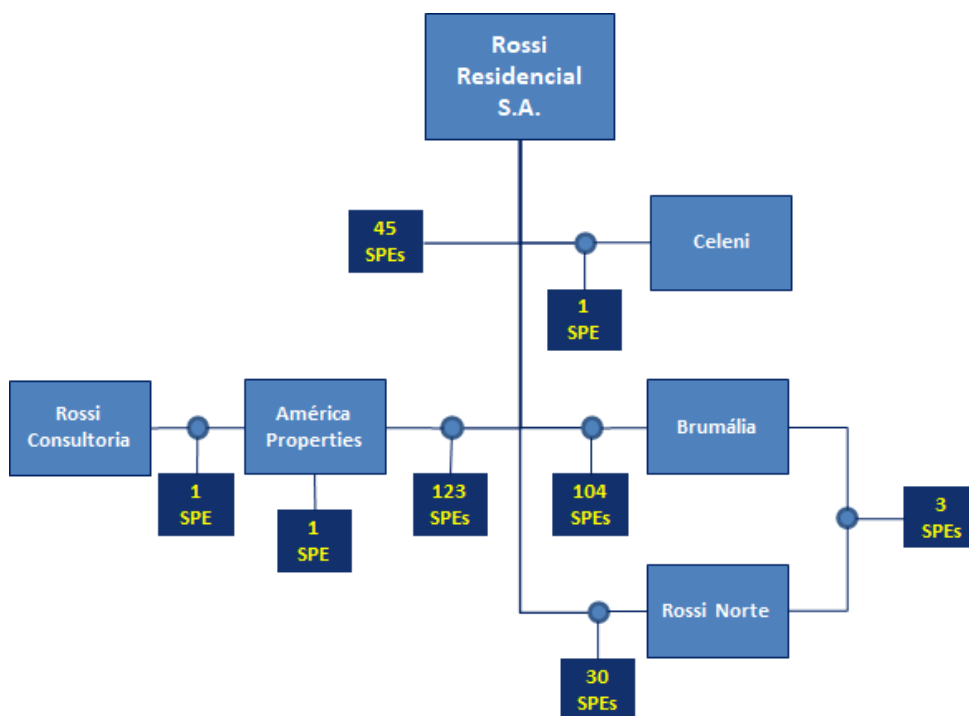 Rossi
Residencial
S.A.
45
SPEs
Celeni
1
SPE
Rossi
Consultoria
América
Properties
Brumália
1
SPE
1
SPE
123
SPEs
104
SPEs
3
SPEs
Rossi Norte
30
SPEs